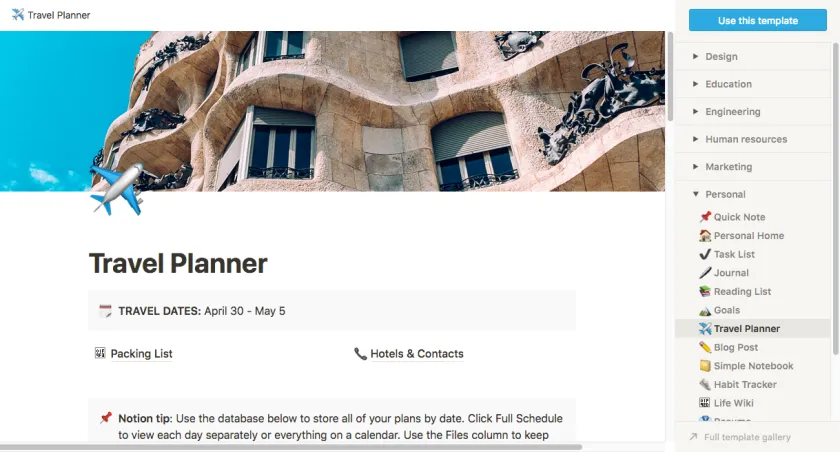 Travel Planner
Use this template
Design
Education
Engineering
Human resources
Marketing
Personal
Quick Note
Personal Home
Task List
Journal
Reading List
Goals
Travel Planner
Blog Post
Simple Notebook
Habit Tracker
Life Wiki
Resume
Full template gallery
Travel Planner
TRAVEL DATES: April 30 - May 5
Packing List
Hotels & Contacts
Notion tip: Use the database below to store all of your plans by date. Click Full Schedule
to view each day separately or everything on a calendar. Use the Files column to keep